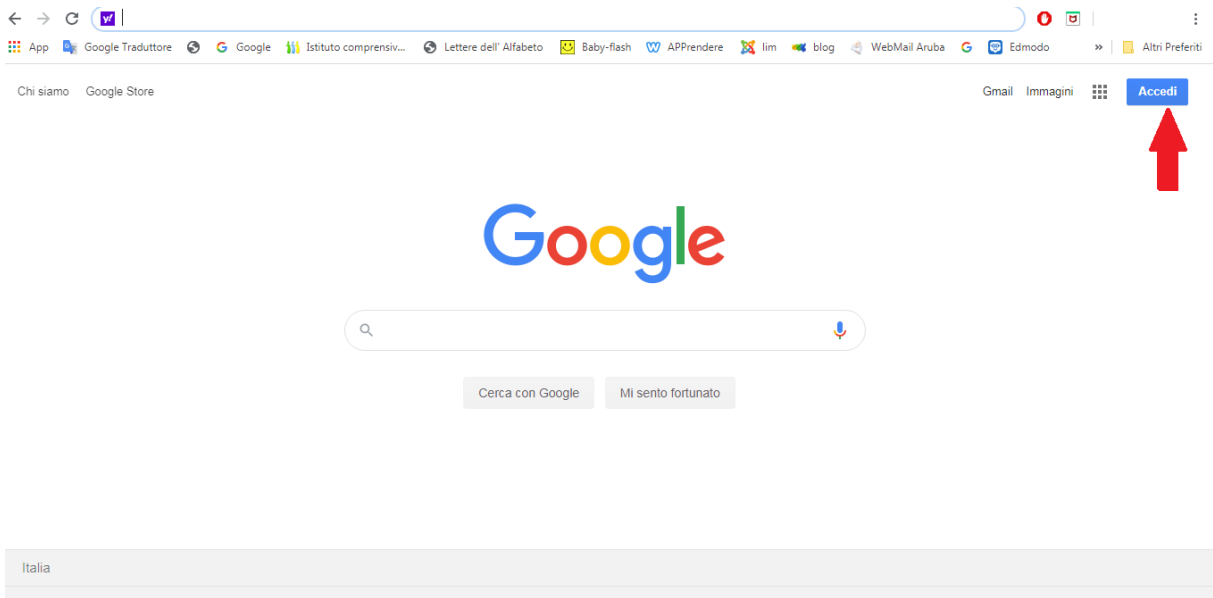 y!
App Google Traduttore Google Istituto comprensiv... Lettere dell' Alfabeto Baby-flash APPrendere lim blog WebMail Aruba Edmodo » Altri Preferiti
Chi siamo Google Store Gmail Immagini Accedi
Google
Cerca con Google Mi sento fortunato
Italia